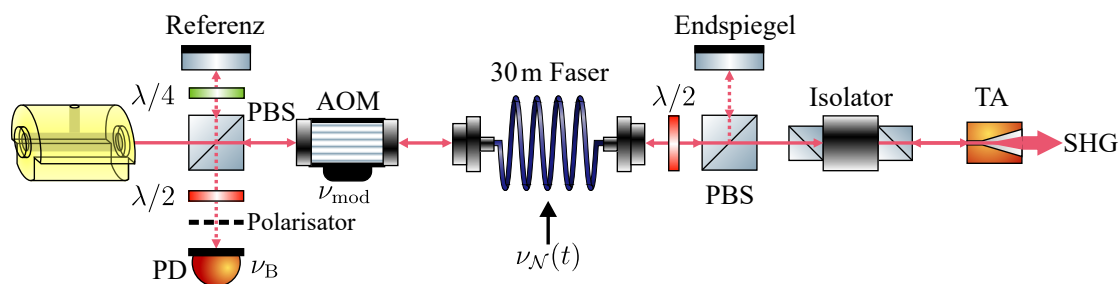 Referenz
λ/4
PBS
AOM
30 m Faser
Endspiegel
λ/2
Isolator
TA
SHG
PBS
λ/2
ν_mod
Polarisator
PD
ν_B
ν_𝒩(t)